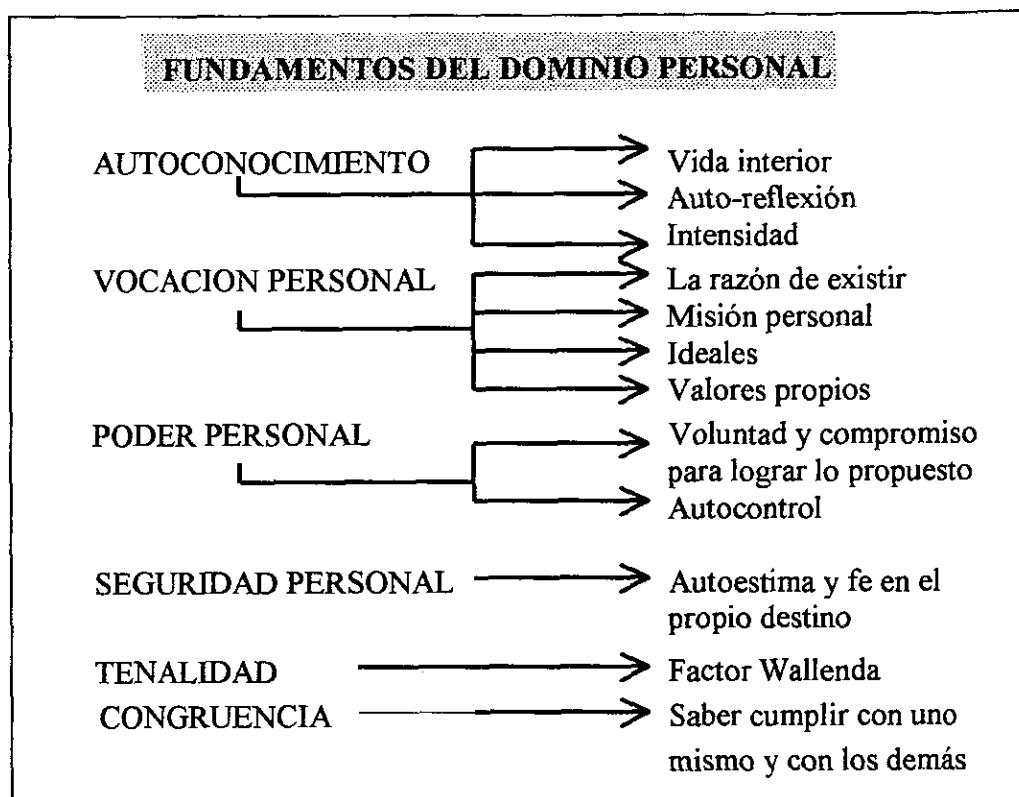 FUNDAMENTOS DEL DOMINIO PERSONAL
AUTOCONOCIMIENTO
Vida interior
Auto-reflexión
Intensidad
VOCACION PERSONAL
La razón de existir
Misión personal
Ideales
Valores propios
PODER PERSONAL
Voluntad y compromiso
para lograr lo propuesto
Autocontrol
SEGURIDAD PERSONAL
Autoestima y fe en el
propio destino
TENALIDAD
Factor Wallenda
CONGRUENCIA
Saber cumplir con uno
mismo y con los demás